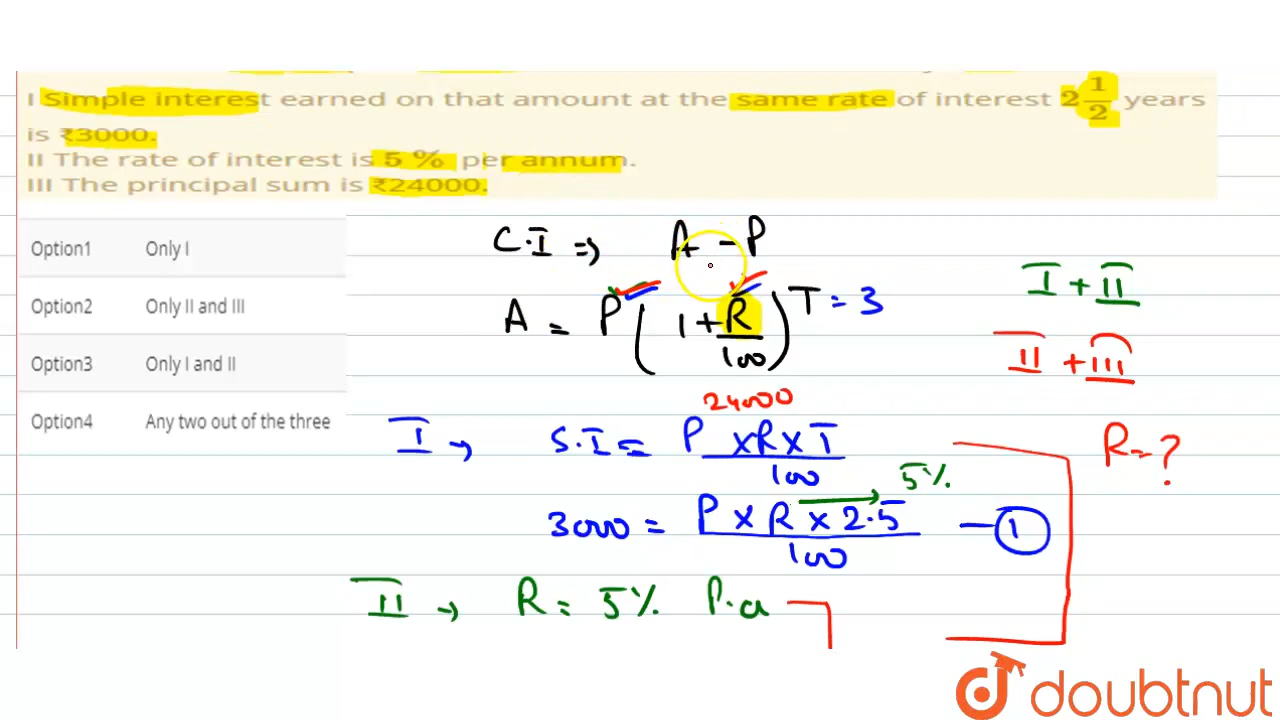 I Simple interest earned on that amount at the same rate of interest 2 1/2 years
is ₹3000.
II The rate of interest is 5 % per annum.
III The principal sum is ₹24000.
Option1 Only I
Option2 Only II and III
Option3 Only I and II
Option4 Any two out of the three
C.I ⇒ A - P
A = P(1+R/100)T = 3
I + II
II + III
24000
I → S.I = P×R×T/100
R=?
5%
3000 = P×R×2.5/100 - 1
II → R = 5% P.a
doubtnut